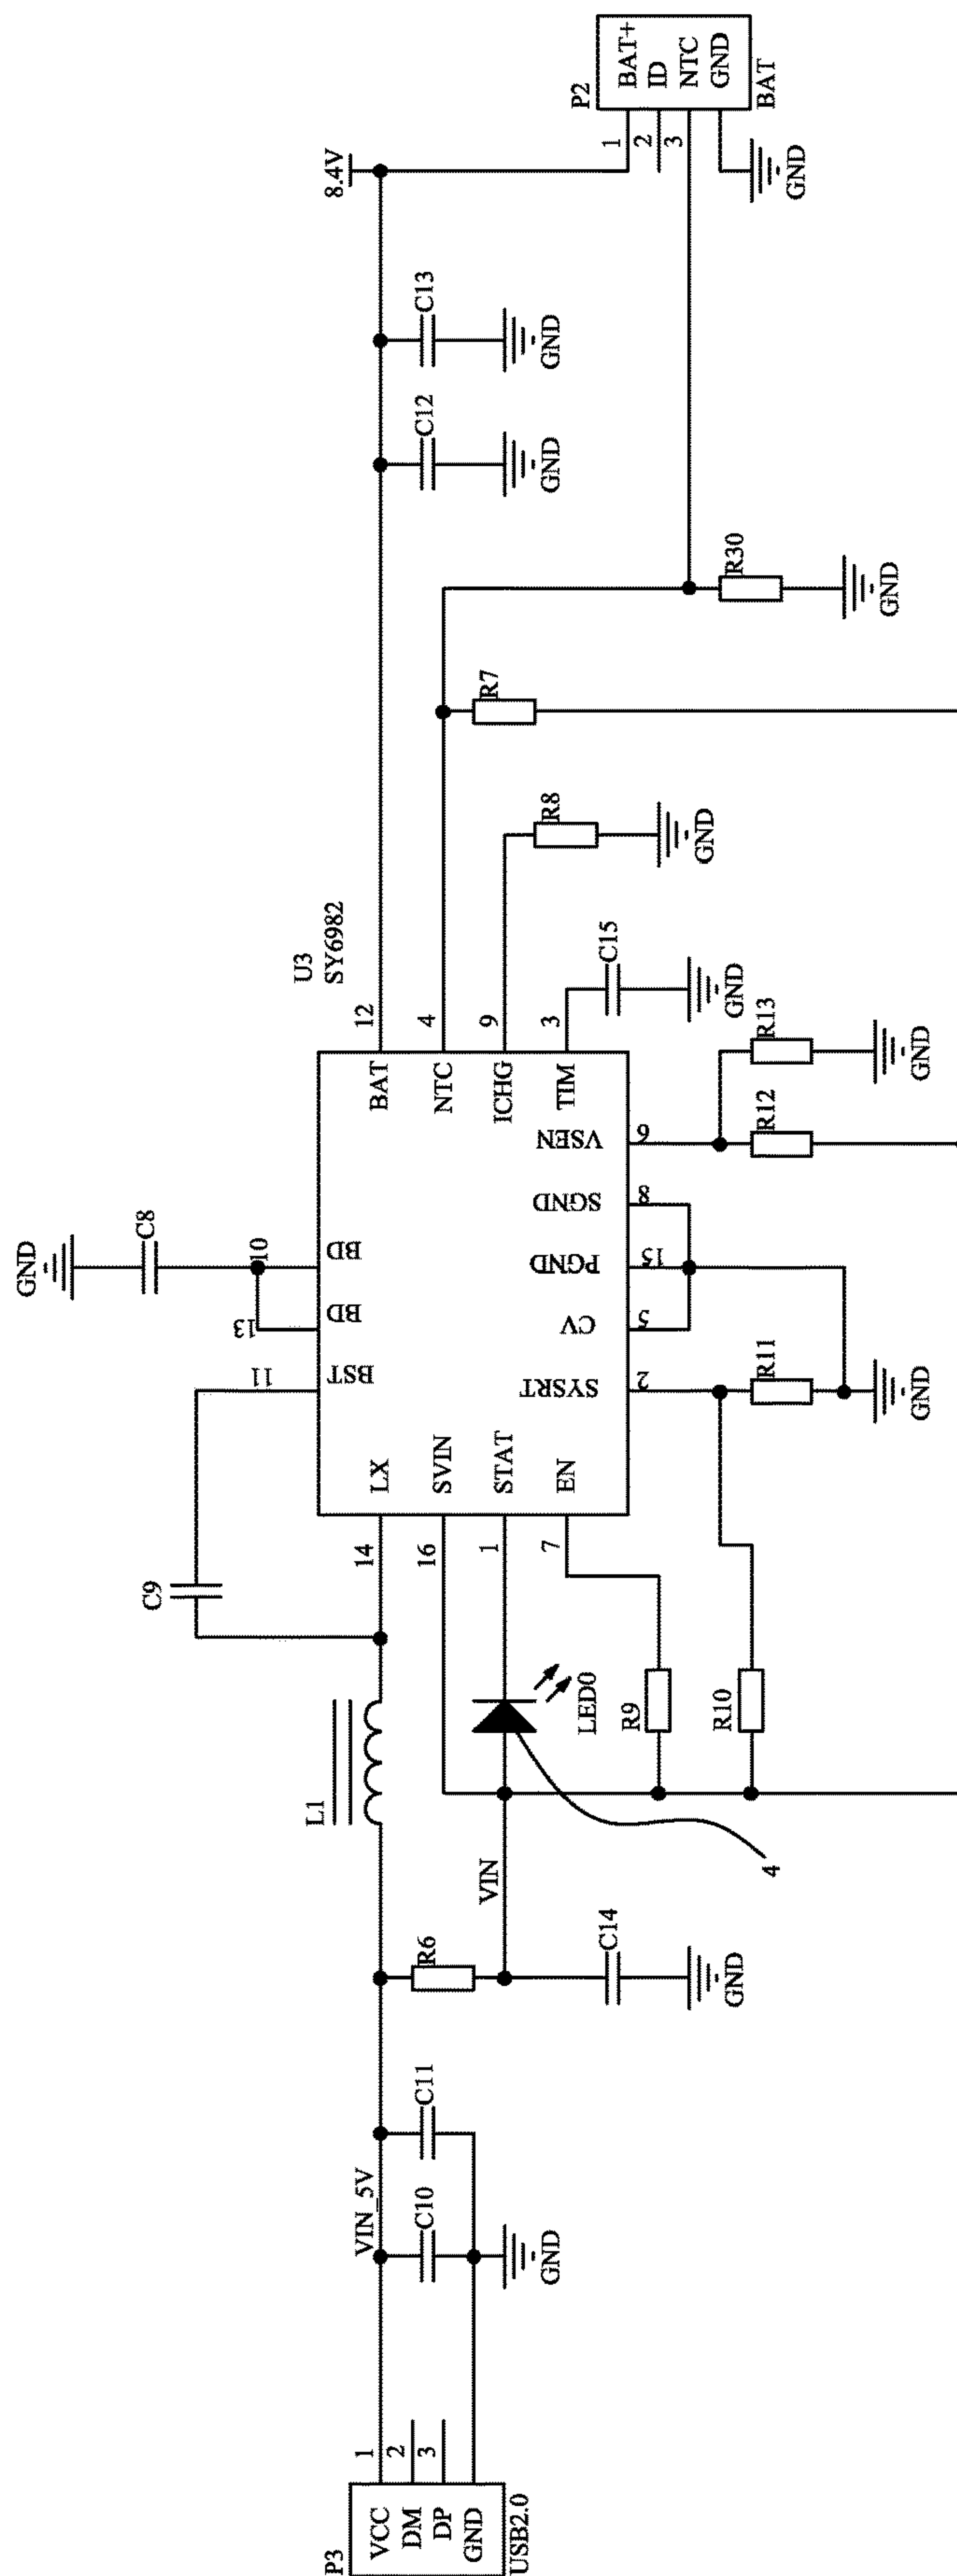 P3
VCC
DM
DP
GND
USB2.0
1
2
3
VIN_5V
C10
C11
GND
R6
VIN
C14
GND
L1
C9
LED0
4
R9
R10
14
16
1
7
LX
SVIN
STAT
EN
U3
SY6982
11
BST
13
BD
10
BD
C8
GND
SYSRT
CV
PGND
SGND
VSEN
2
5
15
8
6
R11
GND
R12
R13
GND
BAT
NTC
ICHG
TIM
12
4
9
3
C15
GND
R8
GND
R7
R30
GND
C12
GND
C13
GND
8.4V
P2
1
2
3
BAT+
ID
NTC
GND
BAT
GND